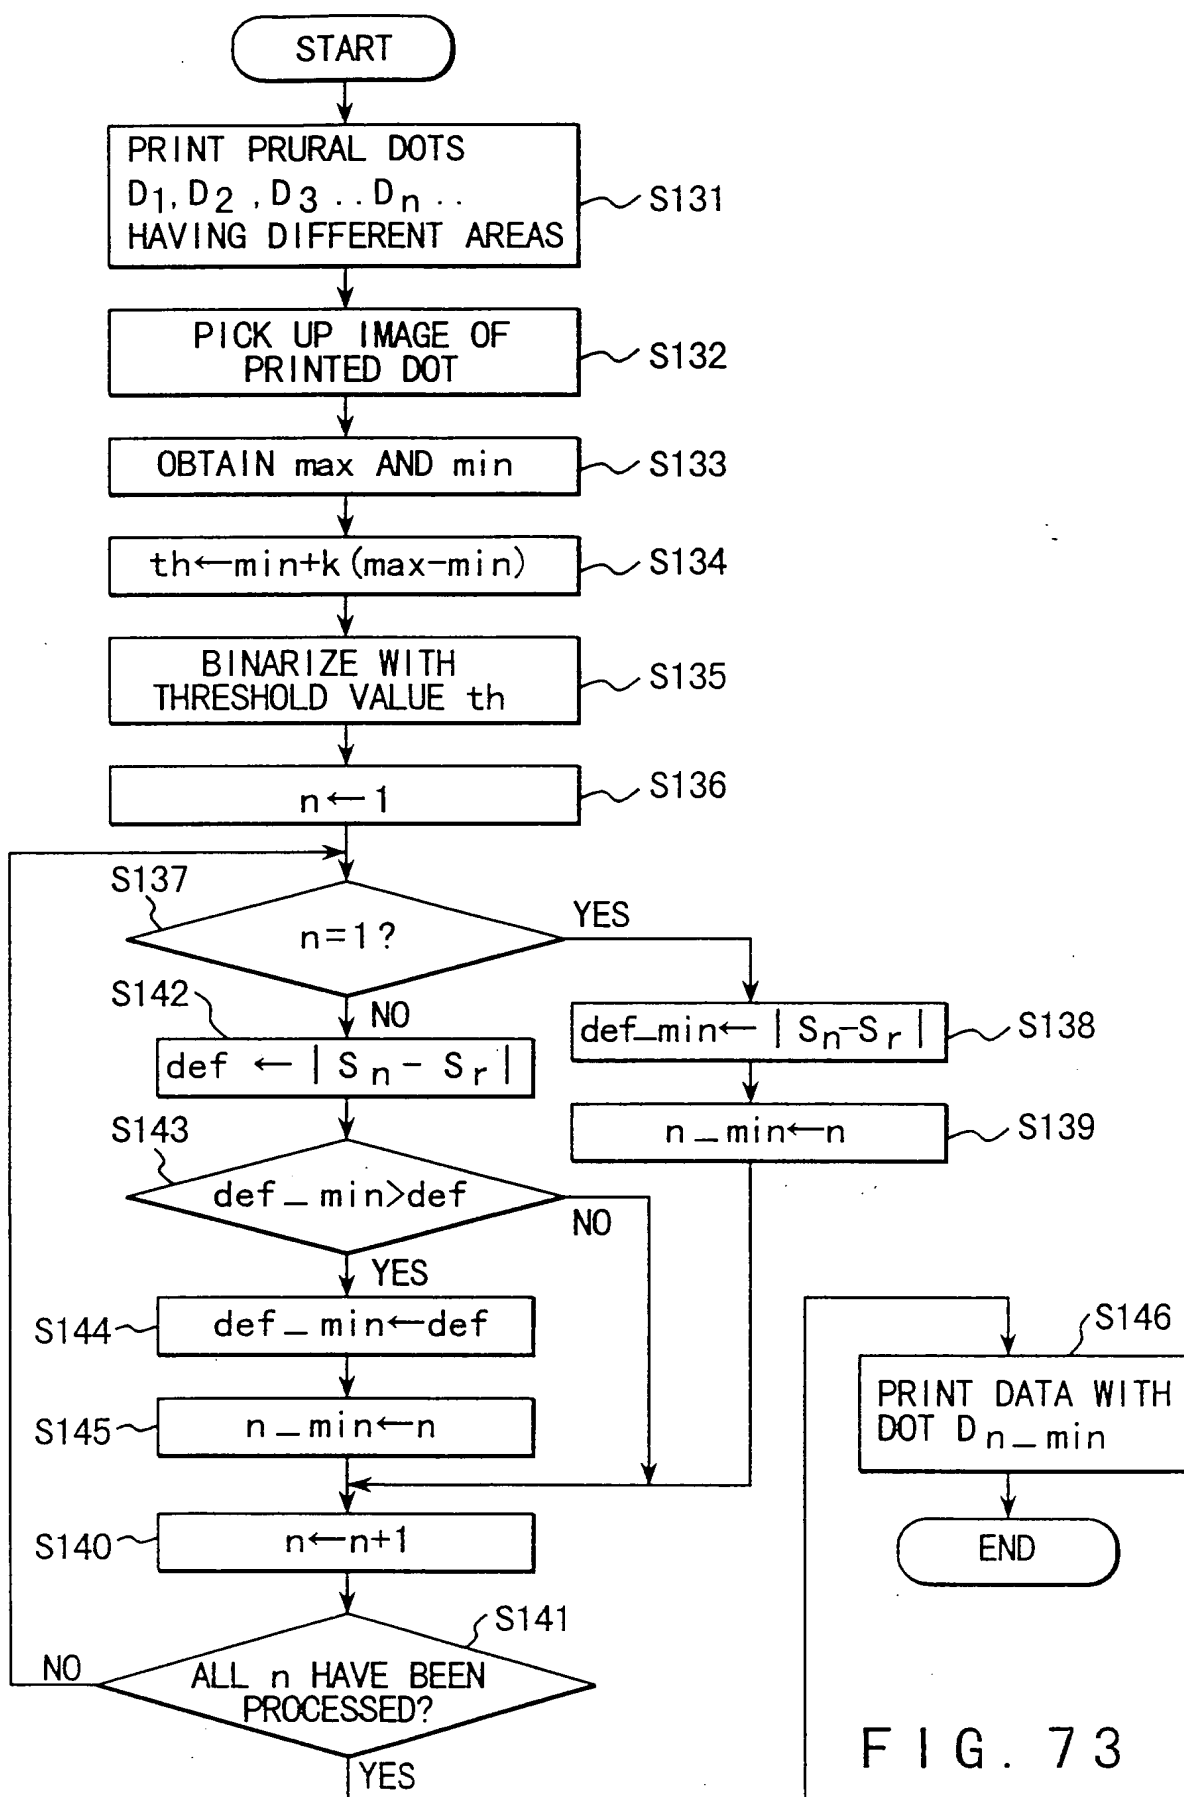 START
PRINT PRURAL DOTS
D1, D2 , D3 . . Dn . .
HAVING DIFFERENT AREAS
S131
PICK UP IMAGE OF
PRINTED DOT
S132
OBTAIN max AND min
S133
th←min+k(max-min)
S134
BINARIZE WITH
THRESHOLD VALUE th
S135
n←1
S136
S137
n=1?
YES
NO
S142
def ← | Sn - Sr |
def_min← | Sn-Sr |
S138
n_min←n
S139
S143
def_min>def
NO
YES
S144
def_min←def
S145
n_min←n
S140
n←n+1
S141
ALL n HAVE BEEN
PROCESSED?
NO
YES
S146
PRINT DATA WITH
DOT Dn_min
END
FIG. 73